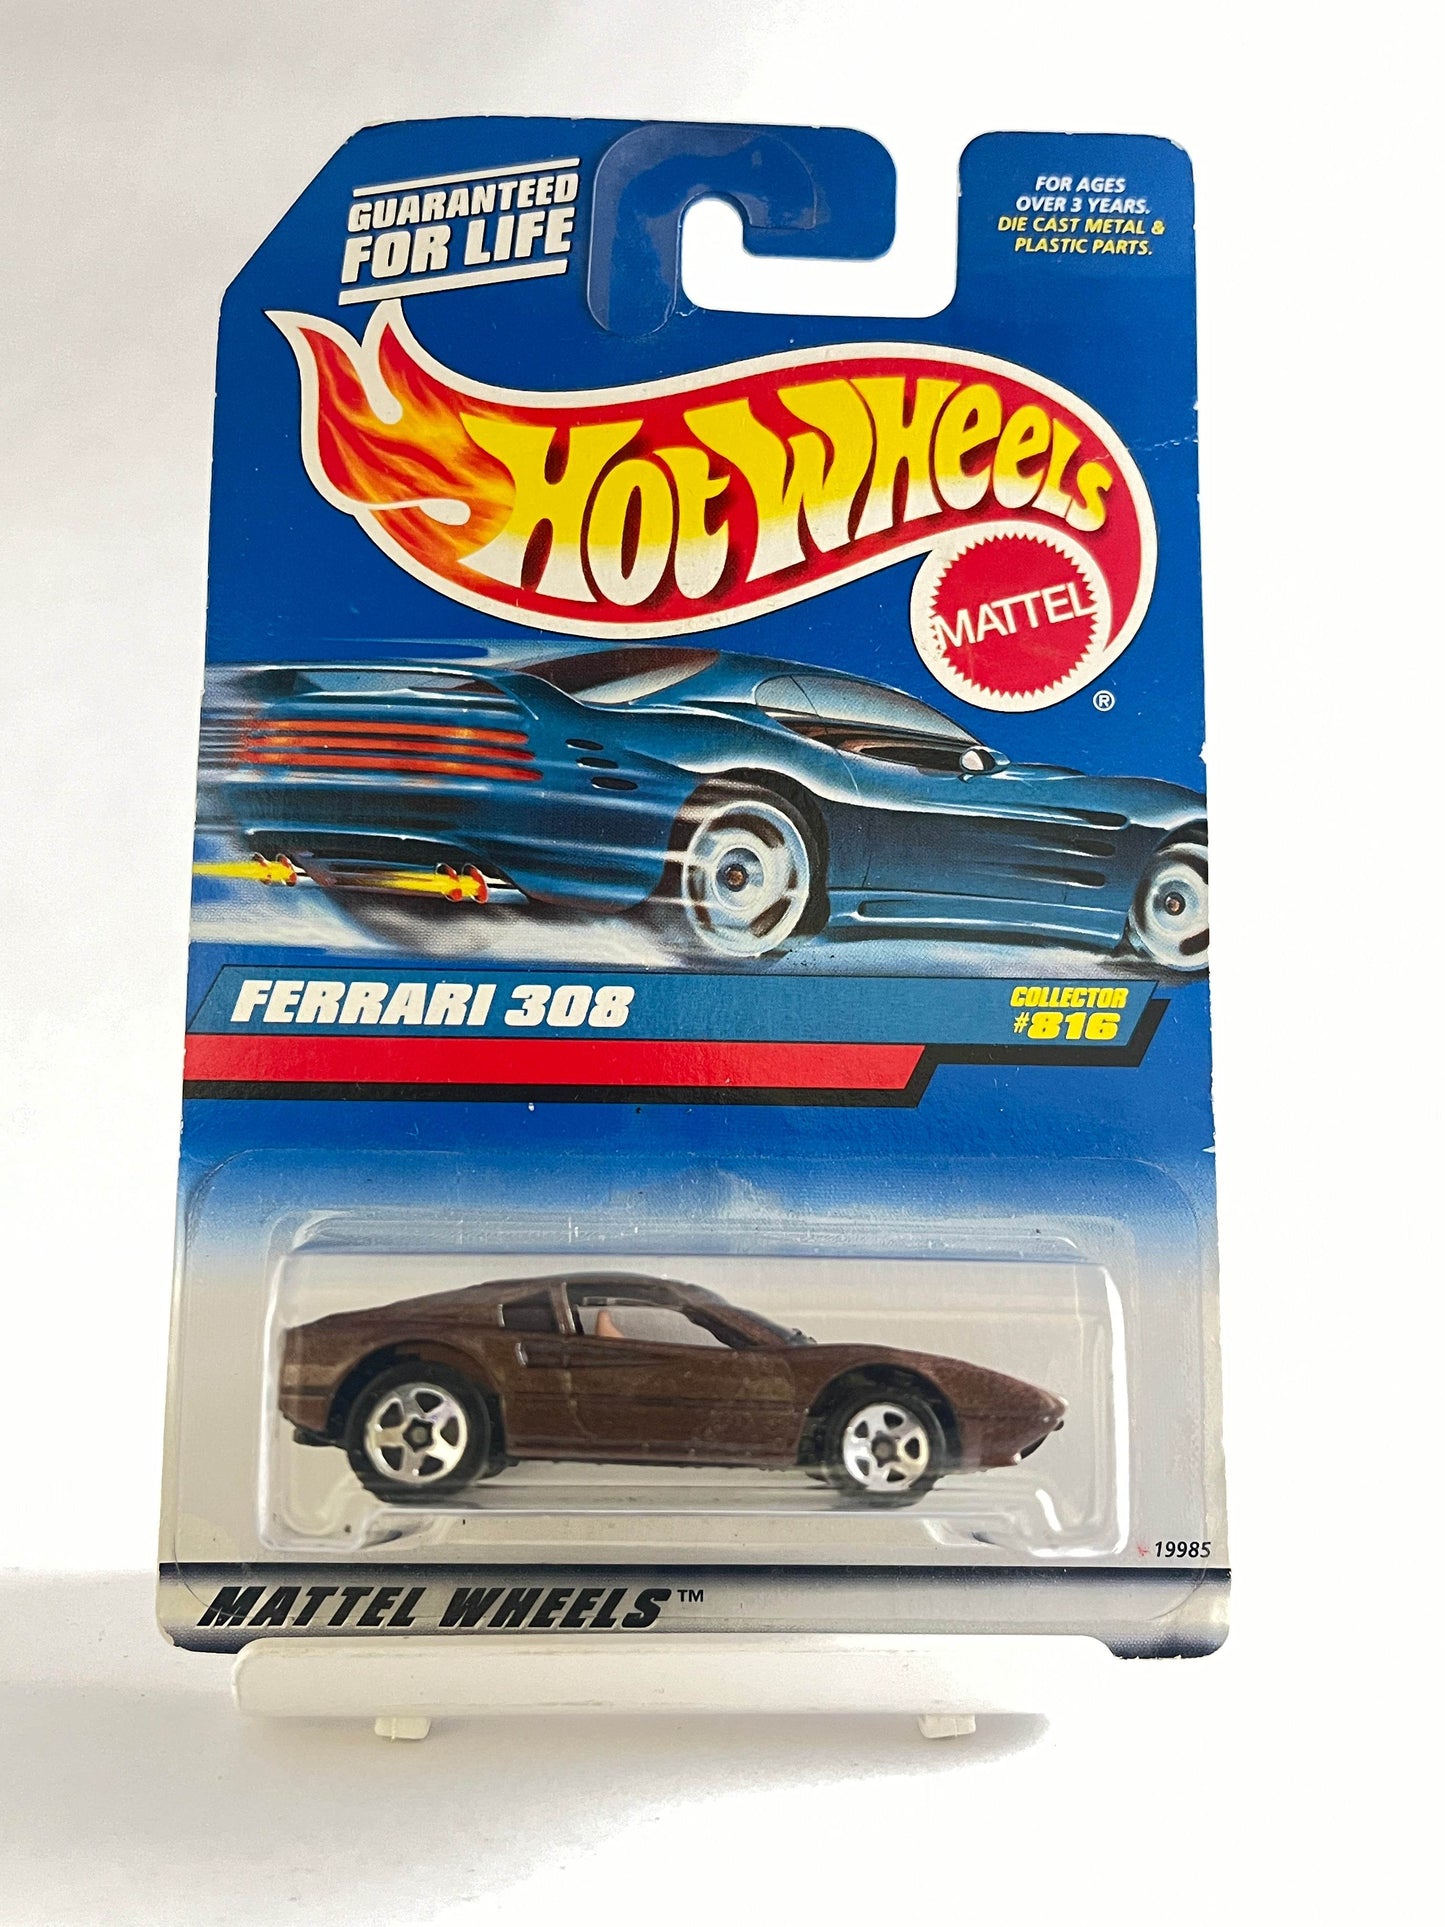 GUARANTEED
FOR LIFE
FOR AGES
OVER 3 YEARS.
DIE CAST METAL &
PLASTIC PARTS.
HOT WHEELS
MATTEL
®
FERRARI 308
COLLECTOR
#816
19985
MATTEL WHEELS™